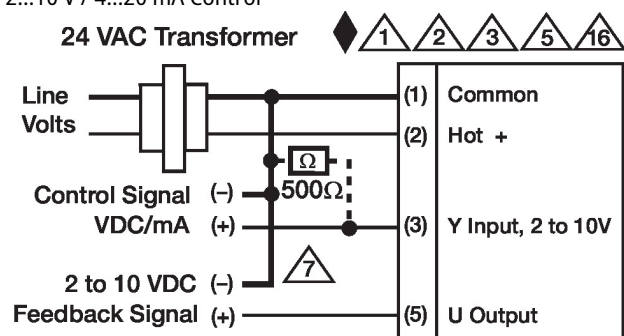 2...10 V / 4...20 mA Control
24 VAC Transformer
1 2 3 5 16
Line
Volts
(1) Common
(2) Hot +
Ω
500Ω
Control Signal (–)
VDC/mA (+)
(3) Y Input, 2 to 10V
7
2 to 10 VDC (–)
Feedback Signal (+)
(5) U Output